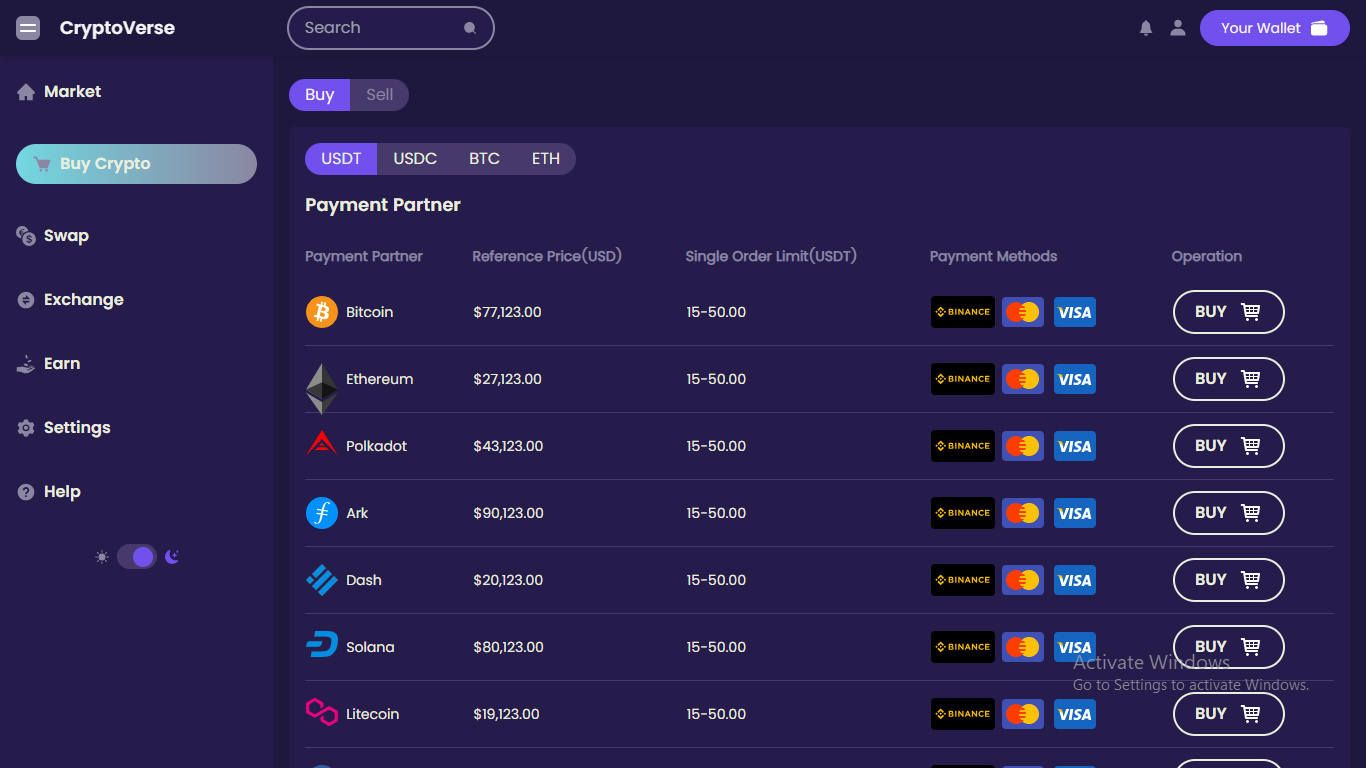 CryptoVerse
Search
Your Wallet
Market
Buy Crypto
Swap
Exchange
Earn
Settings
Help
Buy Sell
USDT USDC BTC ETH
Payment Partner
Payment Partner Reference Price(USD) Single Order Limit(USDT) Payment Methods Operation
Bitcoin $77,123.00 15-50.00 BINANCE VISA BUY
Ethereum $27,123.00 15-50.00 BINANCE VISA BUY
Polkadot $43,123.00 15-50.00 BINANCE VISA BUY
Ark $90,123.00 15-50.00 BINANCE VISA BUY
Dash $20,123.00 15-50.00 BINANCE VISA BUY
Solana $80,123.00 15-50.00 BINANCE VISA BUY
Activate Windows
Go to Settings to activate Windows.
Litecoin $19,123.00 15-50.00 BINANCE VISA BUY